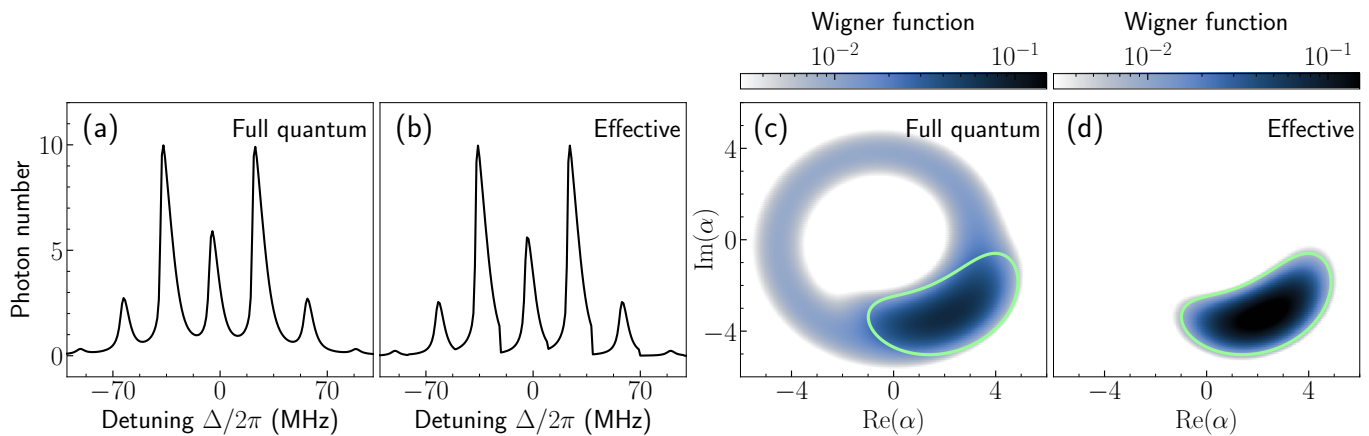 Wigner function
Wigner function
10⁻² 10⁻¹
10⁻² 10⁻¹
(a) Full quantum
(b) Effective
(c) Full quantum
(d) Effective
Photon number
10
5
0
Im(α)
4
0
−4
−70 0 70
−70 0 70
−4 0 4
−4 0 4
Detuning Δ/2π (MHz)
Detuning Δ/2π (MHz)
Re(α)
Re(α)